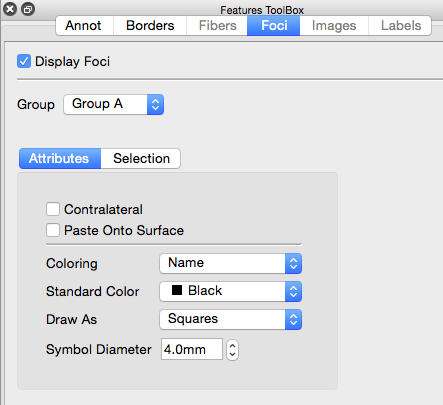 Features ToolBox
Annot Borders Fibers Foci Images Labels
Display Foci
Group Group A
Attributes Selection
Contralateral
Paste Onto Surface
Coloring Name
Standard Color Black
Draw As Squares
Symbol Diameter 4.0mm